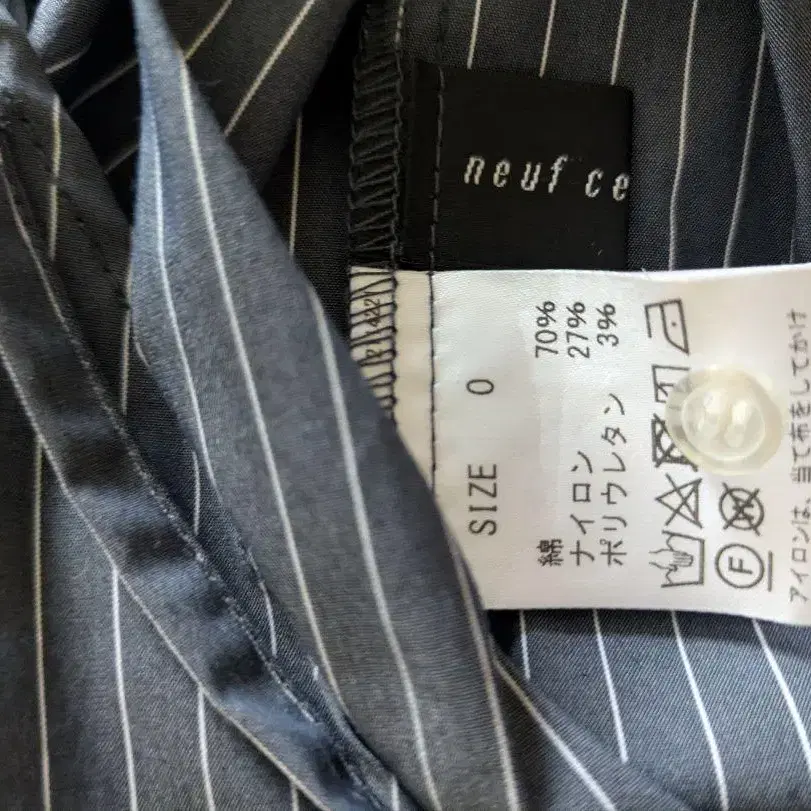 neuf ce
SIZE 0
綿 70%
ナイロン 27%
ポリウレタン 3%
F
W
アイロンは、当て布をしてかけ